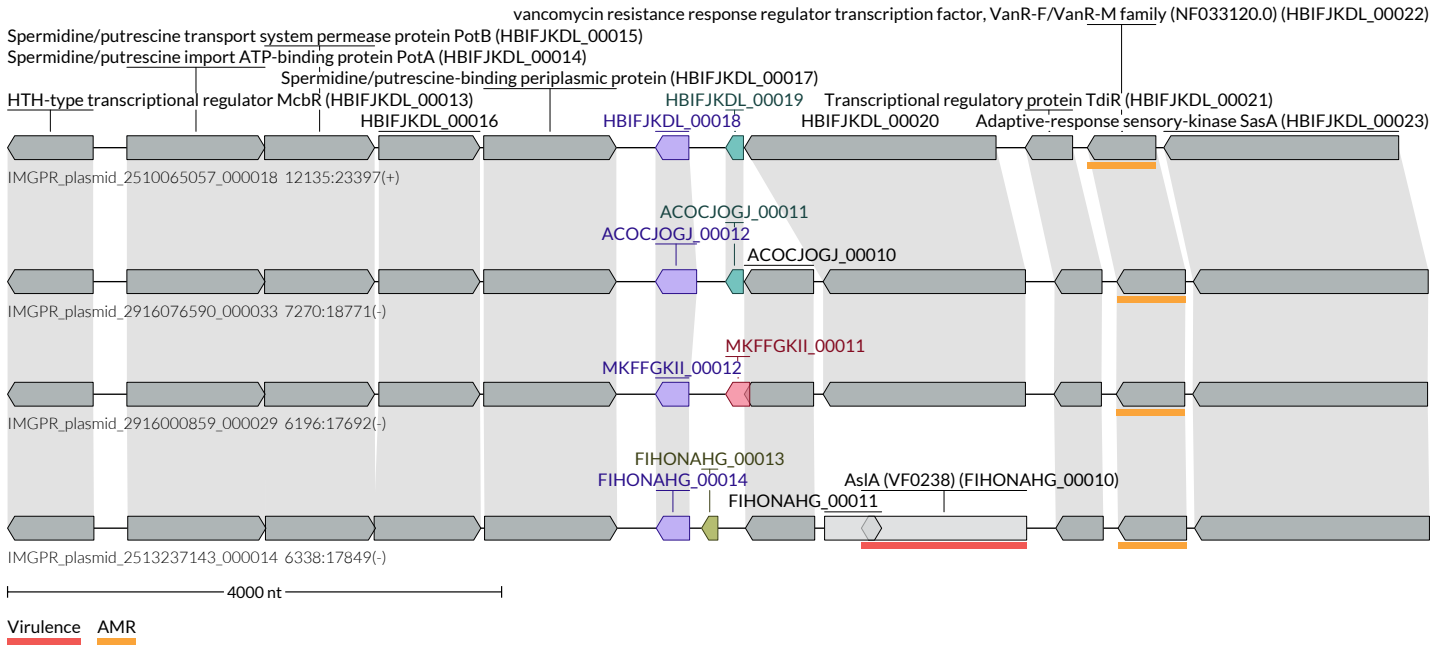 vancomycin resistance response regulator transcription factor, VanR-F/VanR-M family (NF033120.0) (HBIFJKDL_00022)
Spermidine/putrescine transport system permease protein PotB (HBIFJKDL_00015)
Spermidine/putrescine import ATP-binding protein PotA (HBIFJKDL_00014)
Spermidine/putrescine-binding periplasmic protein (HBIFJKDL_00017)
HTH-type transcriptional regulator McbR (HBIFJKDL_00013) HBIFJKDL_00019 Transcriptional regulatory protein TdiR (HBIFJKDL_00021)
HBIFJKDL_00016 HBIFJKDL_00018 HBIFJKDL_00020 Adaptive-response sensory-kinase SasA (HBIFJKDL_00023)
IMGPR_plasmid_2510065057_000018 12135:23397(+)
ACOCJOGJ_00011
ACOCJOGJ_00012
ACOCJOGJ_00010
IMGPR_plasmid_2916076590_000033 7270:18771(-)
MKFFGKII_00011
MKFFGKII_00012
IMGPR_plasmid_2916000859_000029 6196:17692(-)
FIHONAHG_00013
FIHONAHG_00014 AslA (VF0238) (FIHONAHG_00010)
FIHONAHG_00011
IMGPR_plasmid_2513237143_000014 6338:17849(-)
4000 nt
Virulence AMR